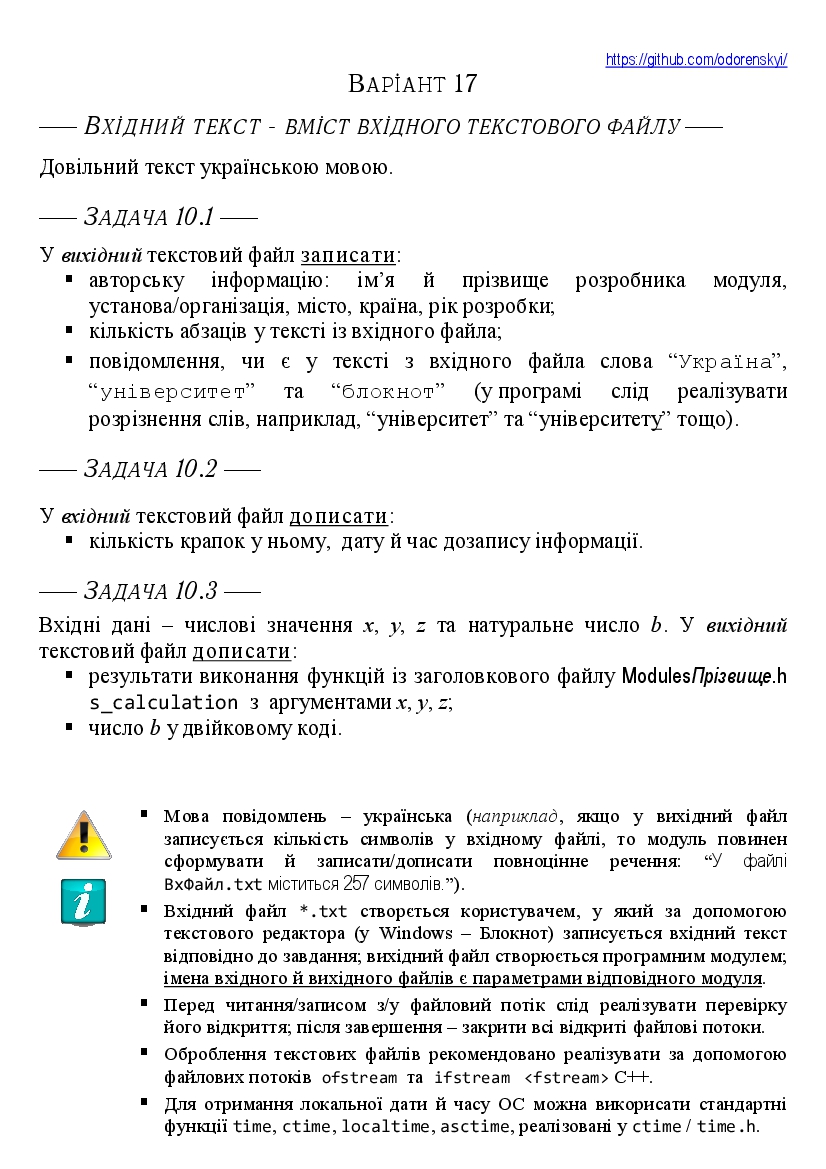 https://github.com/odorenskyi/
ВАРІАНТ 17
—— ВХІДНИЙ ТЕКСТ - ВМІСТ ВХІДНОГО ТЕКСТОВОГО ФАЙЛУ ——
Довільний текст українською мовою.
—— ЗАДАЧА 10.1 ——
У вихідний текстовий файл записати:
▪ авторську інформацію: ім’я й прізвище розробника модуля,
установа/організація, місто, країна, рік розробки;
▪ кількість абзаців у тексті із вхідного файла;
▪ повідомлення, чи є у тексті з вхідного файла слова “Україна”,
“університет” та “блокнот” (у програмі слід реалізувати
розрізнення слів, наприклад, “університет” та “університету” тощо).
—— ЗАДАЧА 10.2 ——
У вхідний текстовий файл дописати:
▪ кількість крапок у ньому, дату й час дозапису інформації.
—— ЗАДАЧА 10.3 ——
Вхідні дані – числові значення x, y, z та натуральне число b. У вихідний
текстовий файл дописати:
▪ результати виконання функцій із заголовкового файлу ModulesПрізвище.h
s_calculation з аргументами x, y, z;
▪ число b у двійковому коді.
▪ Мова повідомлень – українська (наприклад, якщо у вихідний файл
записується кількість символів у вхідному файлі, то модуль повинен
сформувати й записати/дописати повноцінне речення: “У файлі
ВхФайл.txt міститься 257 символів.”).
▪ Вхідний файл *.txt створється користувачем, у який за допомогою
текстового редактора (у Windows – Блокнот) записується вхідний текст
відповідно до завдання; вихідний файл створюється програмним модулем;
імена вхідного й вихідного файлів є параметрами відповідного модуля.
▪ Перед читання/записом з/у файловий потік слід реалізувати перевірку
його відкриття; після завершення – закрити всі відкриті файлові потоки.
▪ Оброблення текстових файлів рекомендовано реалізувати за допомогою
файлових потоків ofstream та ifstream <fstream> C++.
▪ Для отримання локальної дати й часу ОС можна викорисати стандартні
функції time, ctime, localtime, asctime, реалізовані у ctime / time.h.